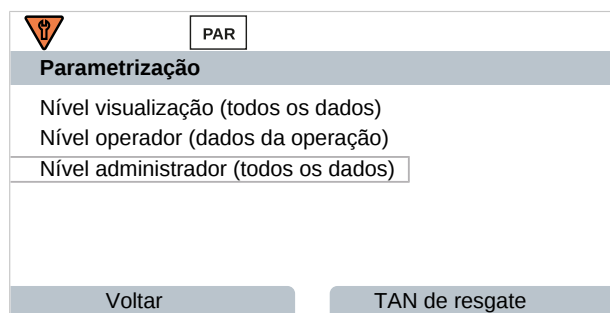 PAR
Parametrização
Nível visualização (todos os dados)
Nível operador (dados da operação)
Nível administrador (todos os dados)
Voltar
TAN de resgate